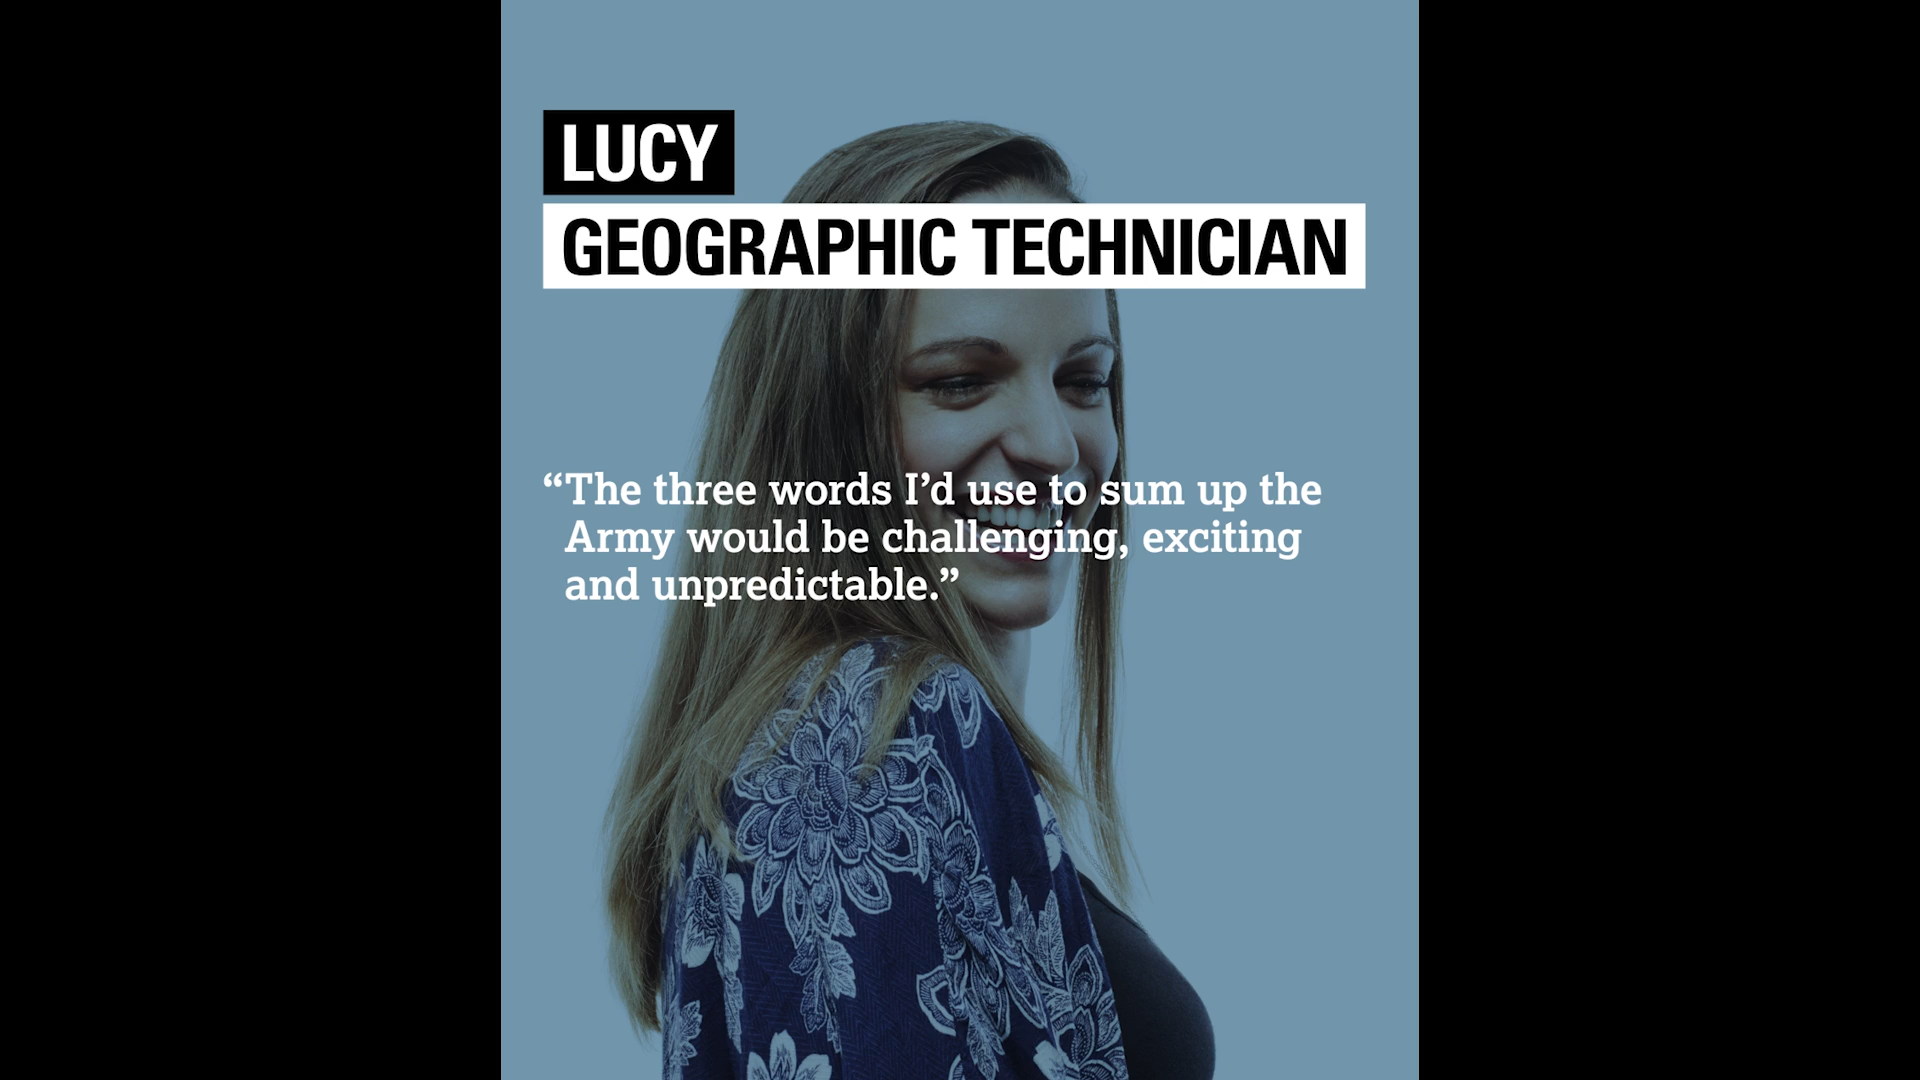 LUCY
GEOGRAPHIC TECHNICIAN
“The three words I’d use to sum up the
Army would be challenging, exciting
and unpredictable.”